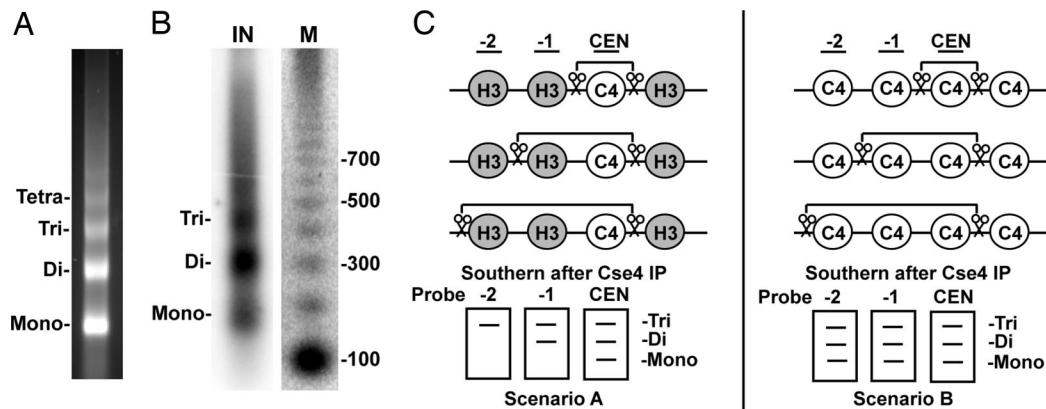 A
Tetra-
Tri-
Di-
Mono-
B
IN M
Tri-
Di-
Mono-
-700
-500
-300
-100
C
-2 -1 CEN
H3 H3 C4 H3
H3 H3 C4 H3
H3 H3 C4 H3
Southern after Cse4 IP
Probe -2 -1 CEN
-Tri
-Di
-Mono
Scenario A
-2 -1 CEN
C4 C4 C4 C4
C4 C4 C4 C4
C4 C4 C4 C4
Southern after Cse4 IP
Probe -2 -1 CEN
-Tri
-Di
-Mono
Scenario B